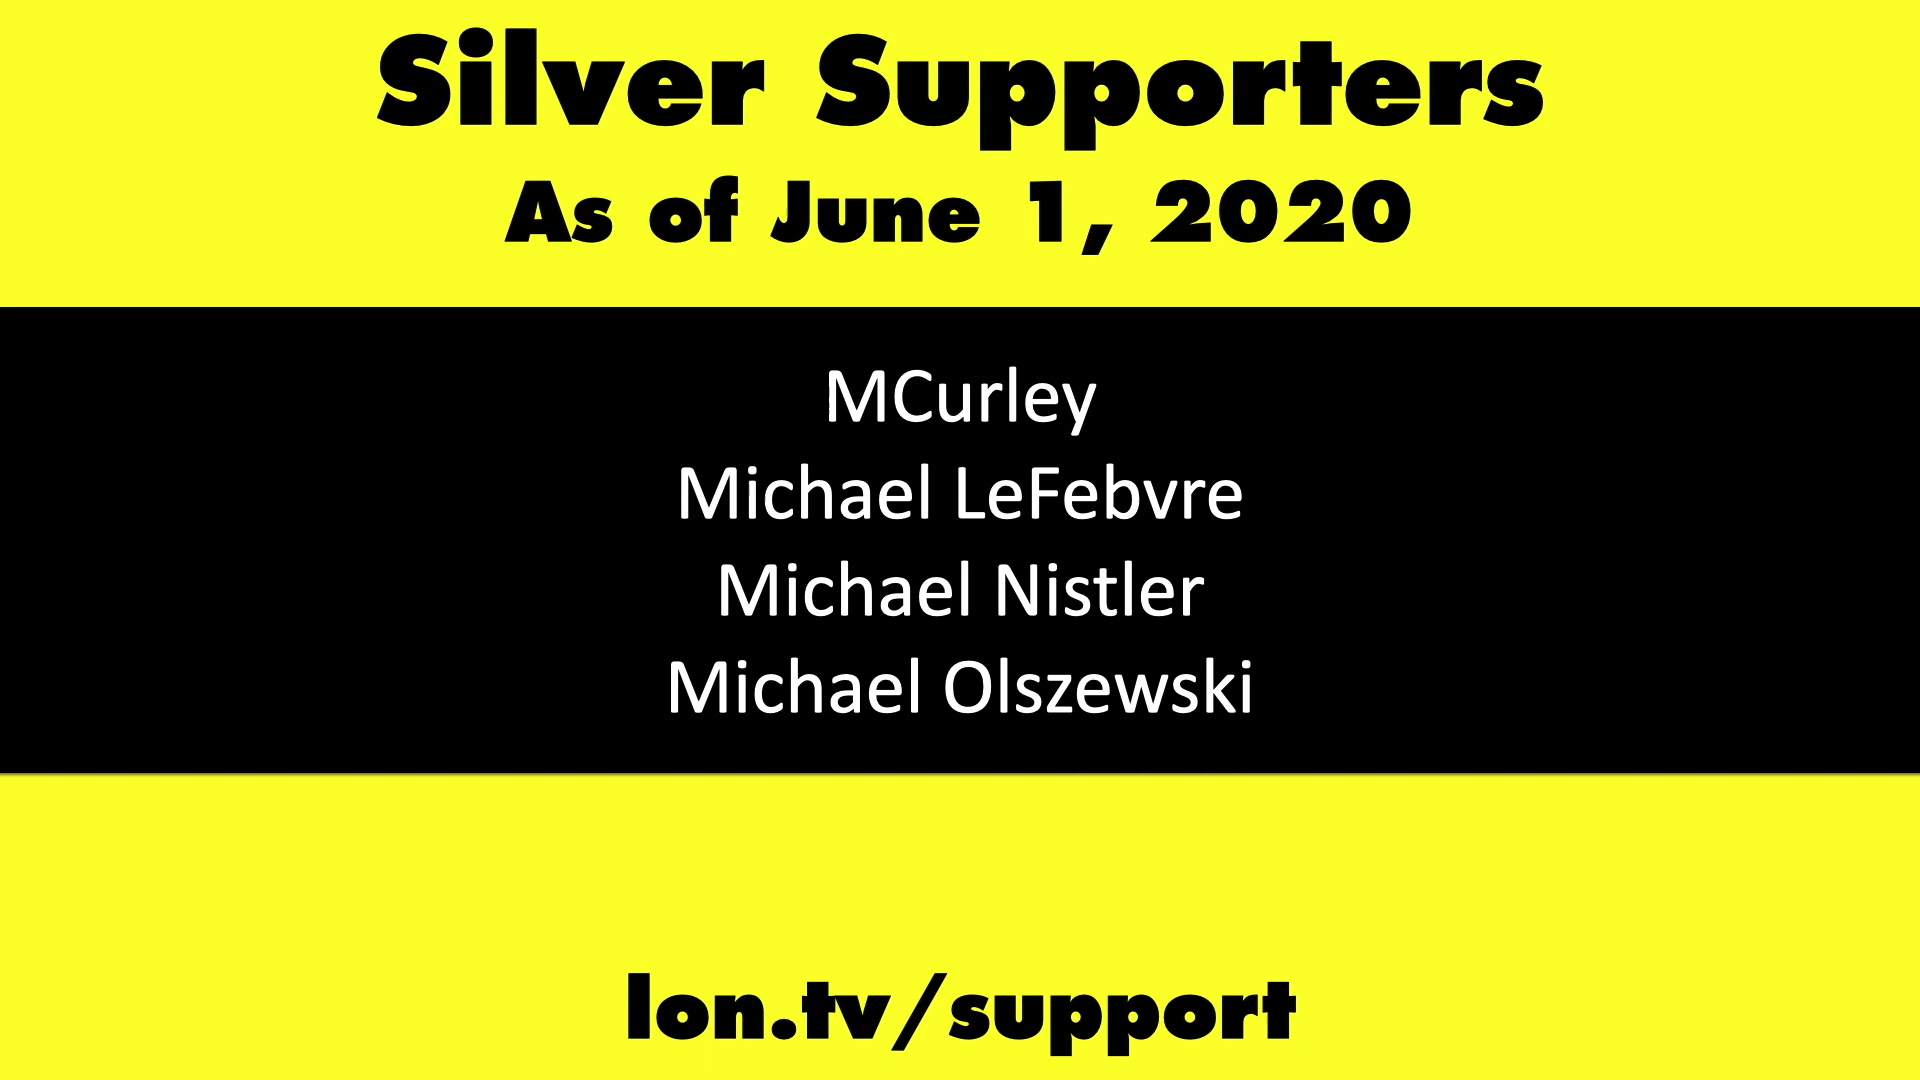 Silver Supporters
As of June 1, 2020
MCurley
Michael LeFebvre
Michael Nistler
Michael Olszewski
lon.tv/support